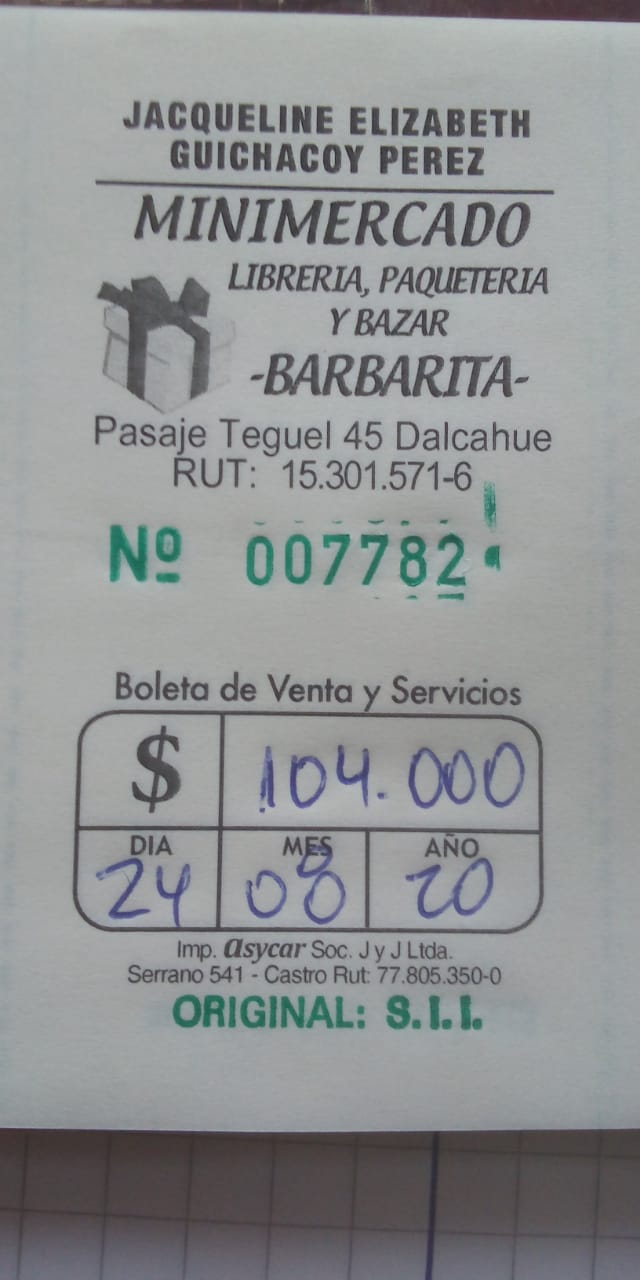 JACQUELINE ELIZABETH
GUICHACOY PEREZ
MINIMERCADO
LIBRERIA, PAQUETERIA
Y BAZAR
-BARBARITA-
Pasaje Teguel 45 Dalcahue
RUT: 15.301.571-6
Nº 007782
Boleta de Venta y Servicios
$ 104.000
DIA MES AÑO
24 08 20
Imp. asycar Soc. J y J Ltda.
Serrano 541 - Castro Rut: 77.805.350-0
ORIGINAL: S.I.I.